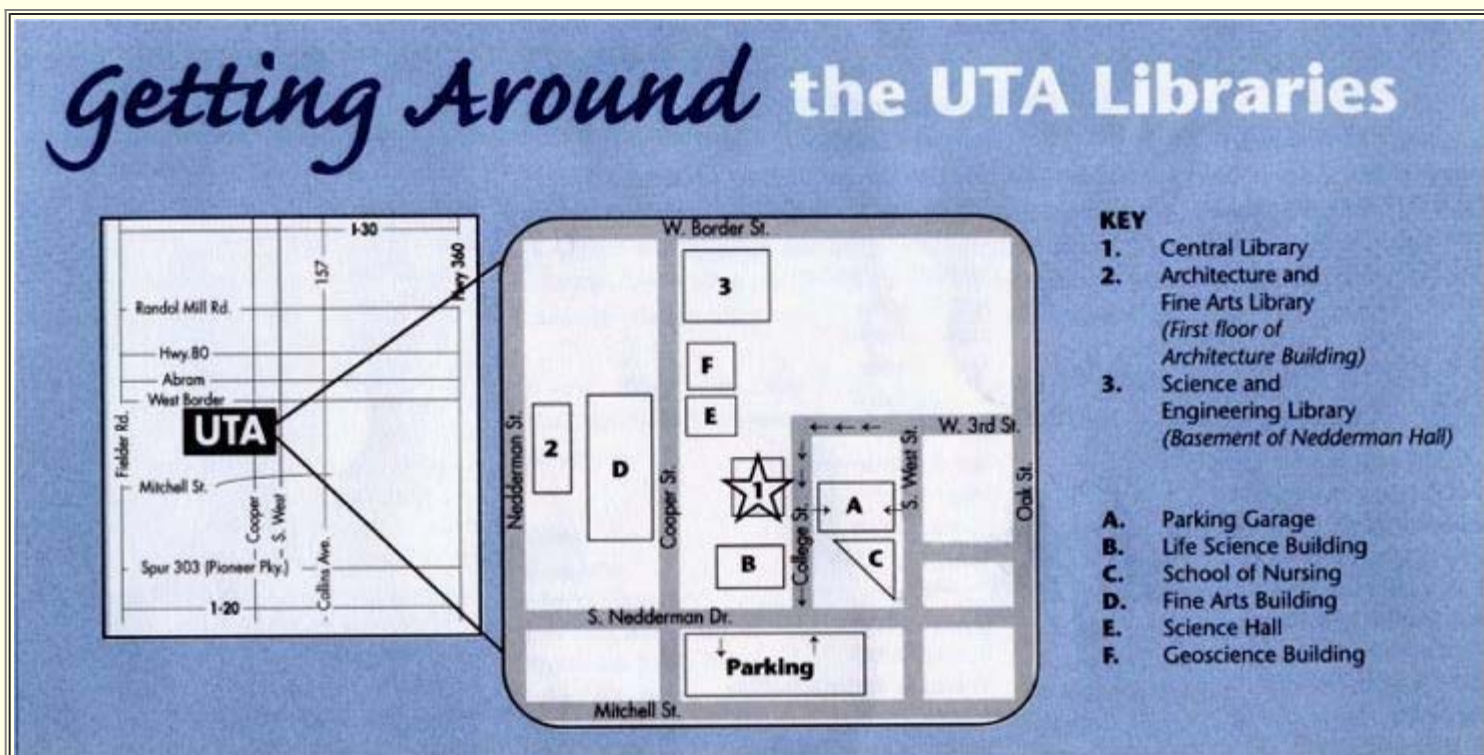 Getting Around the UTA Libraries
I-30
157
Hwy 360
Randol Mill Rd.
Hwy.80
Abram
West Border
UTA
Fielder Rd.
Mitchell St.
Cooper
S. West
Collins Ave.
Spur 303 (Pioneer Pky.)
I-20
W. Border St.
3
F
E
2
D
Nedderman St.
Cooper St.
1
W. 3rd St.
S. West St.
Oak St.
College St.
A
B
C
S. Nedderman Dr.
Parking
Mitchell St.
KEY
1. Central Library
2. Architecture and
Fine Arts Library
(First floor of
Architecture Building)
3. Science and
Engineering Library
(Basement of Nedderman Hall)
A. Parking Garage
B. Life Science Building
C. School of Nursing
D. Fine Arts Building
E. Science Hall
F. Geoscience Building